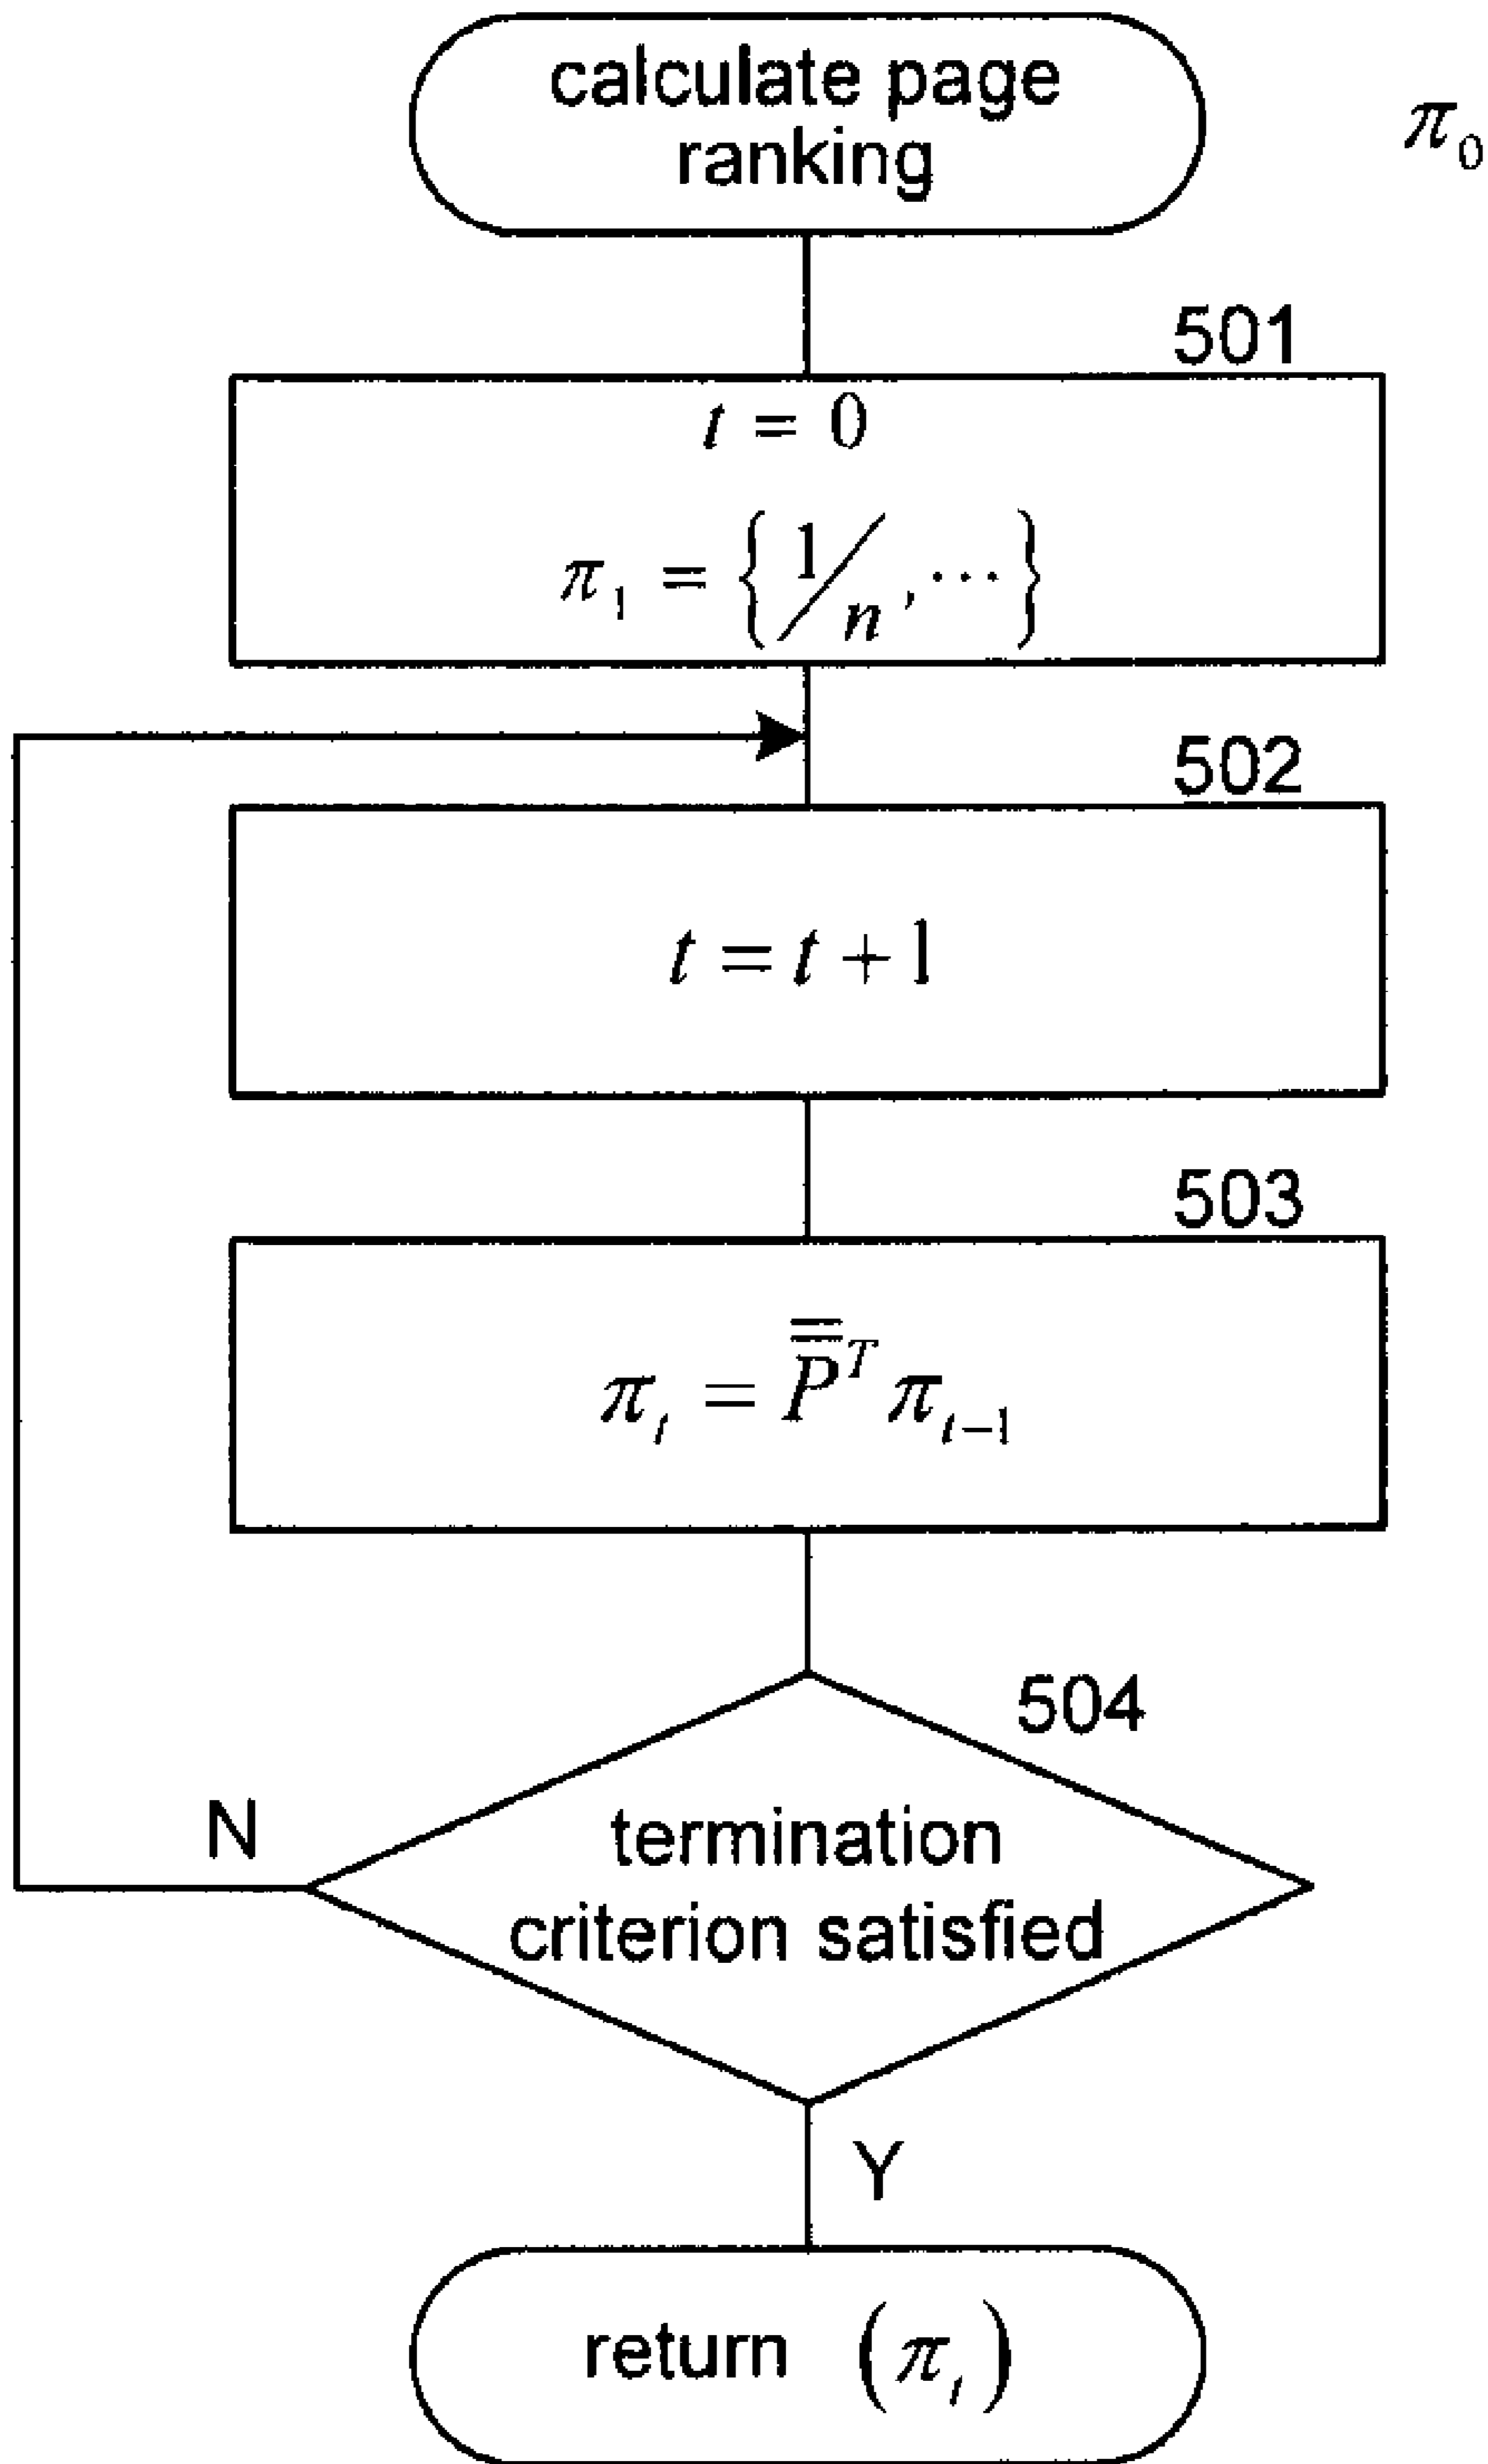 calculate page
ranking
π₀
501
t = 0
π₁ = {1/n, ⋯}
502
t = t + 1
503
πₜ = P̿ᵀ πₜ₋₁
504
N
termination
criterion satisfied
Y
return (πₜ)